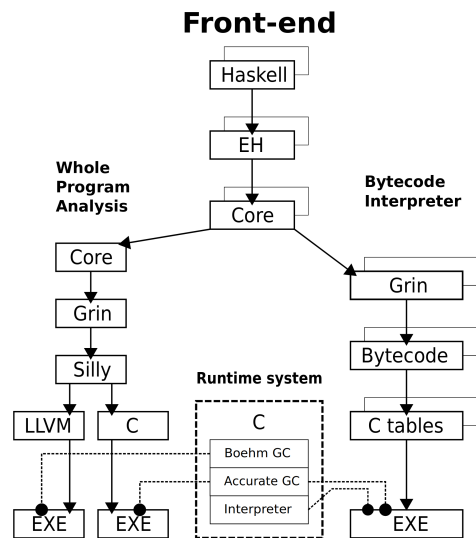 Front-end
Haskell
EH
Whole
Program
Analysis
Bytecode
Interpreter
Core
Core
Grin
Grin
Silly
Bytecode
Runtime system
LLVM
C
C
C tables
Boehm GC
Accurate GC
Interpreter
EXE
EXE
EXE